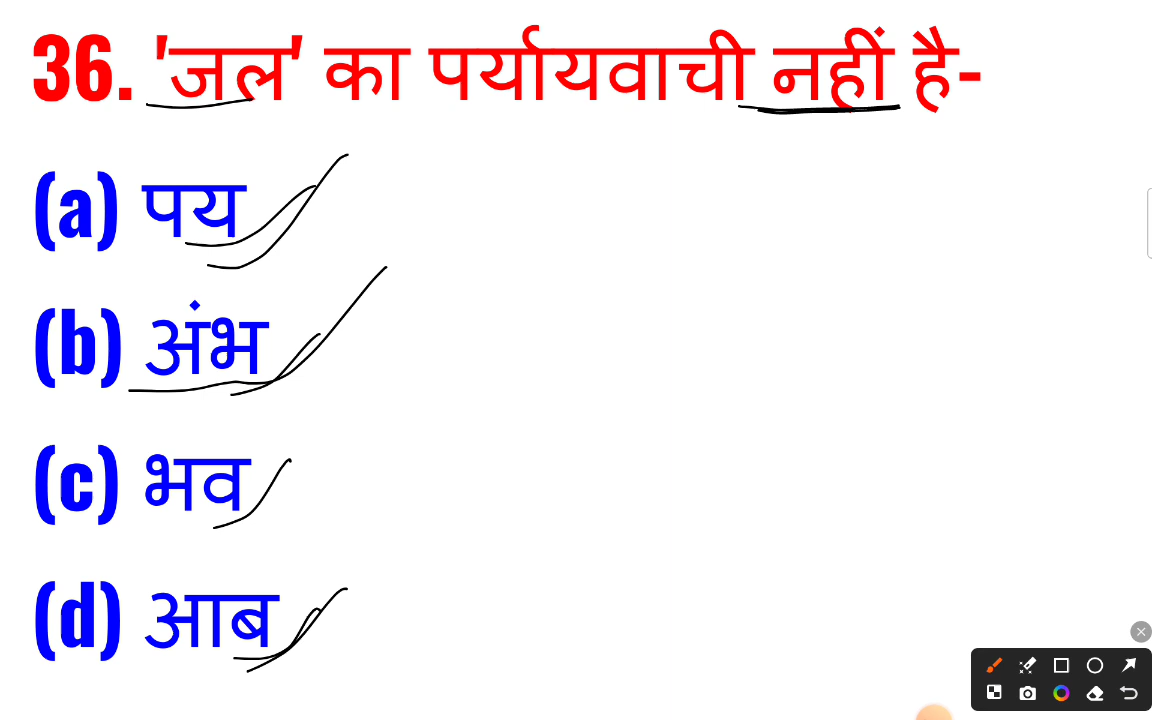 36. 'जल' का पर्यायवाची नहीं है-
(a) पय
(b) अंभ
(c) भव
(d) आब